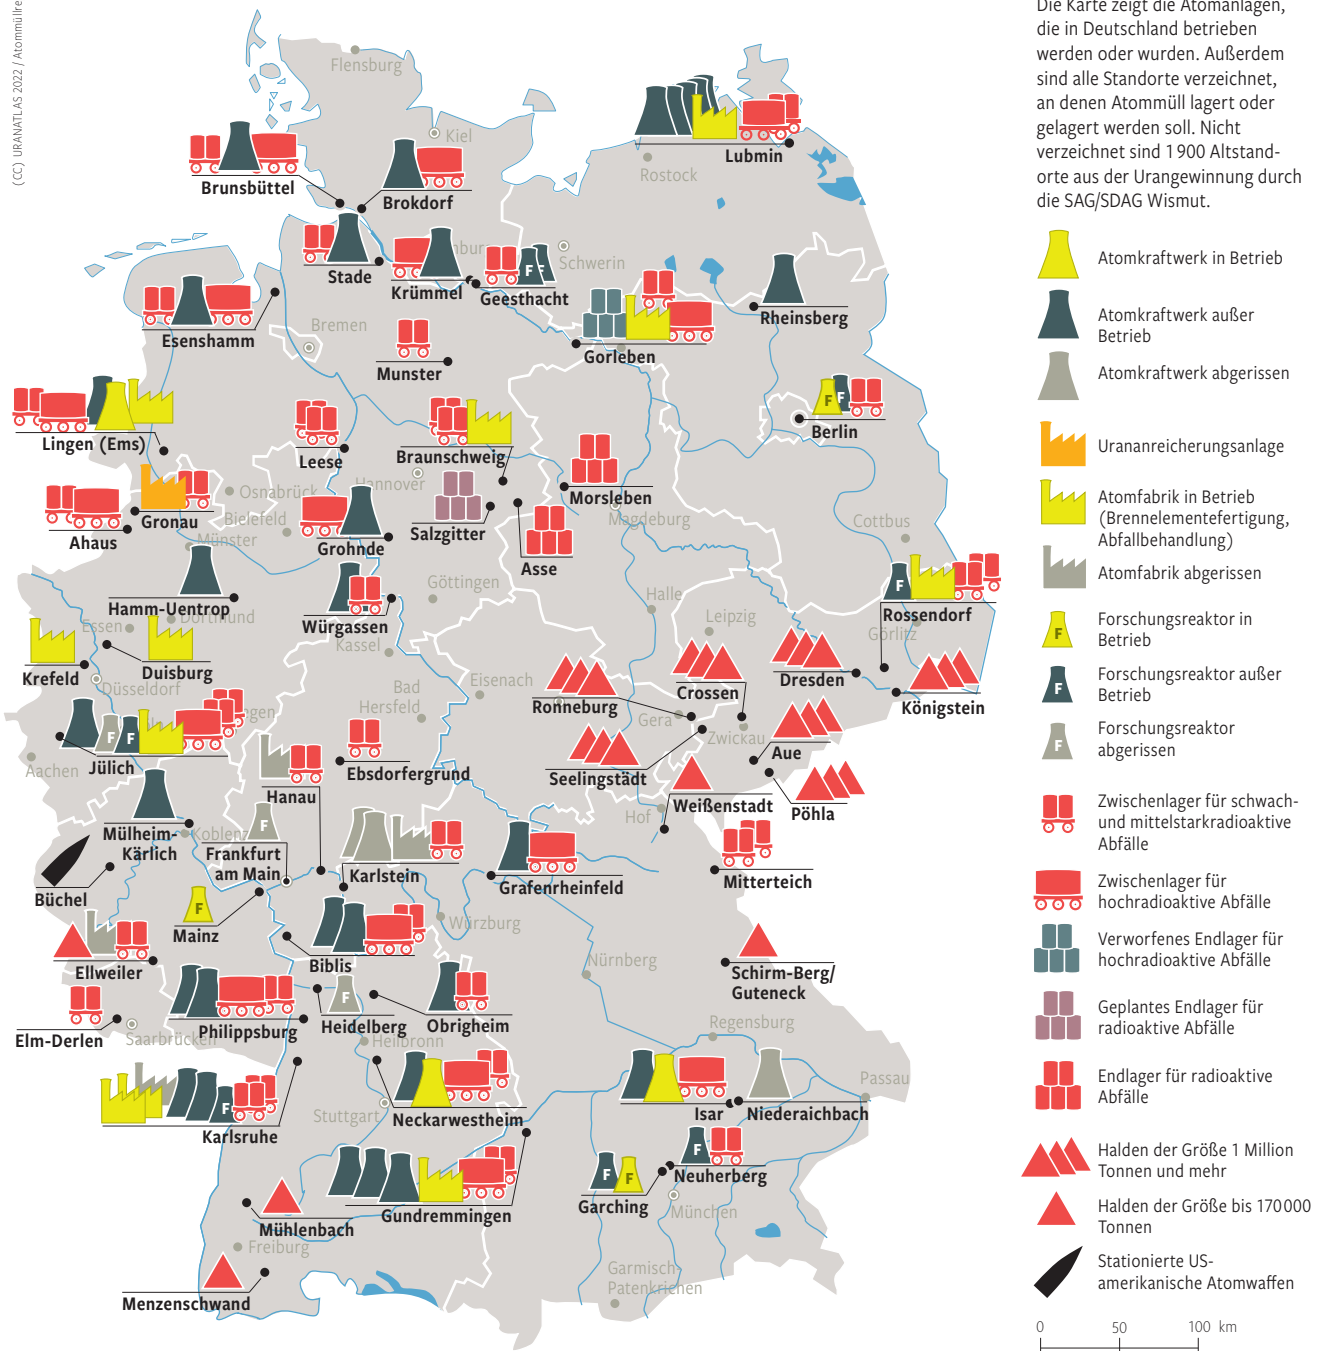 (CC) URANATLAS 2022 / Atommüllre
Die Karte zeigt die Atomanlagen,
die in Deutschland betrieben
werden oder wurden. Außerdem
sind alle Standorte verzeichnet,
an denen Atommüll lagert oder
gelagert werden soll. Nicht
verzeichnet sind 1 900 Altstand-
orte aus der Urangewinnung durch
die SAG/SDAG Wismut.
Atomkraftwerk in Betrieb
Atomkraftwerk außer
Betrieb
Atomkraftwerk abgerissen
Urananreicherungsanlage
Atomfabrik in Betrieb
(Brennelementefertigung,
Abfallbehandlung)
Atomfabrik abgerissen
F
Forschungsreaktor in
Betrieb
F
Forschungsreaktor außer
Betrieb
F
Forschungsreaktor
abgerissen
Zwischenlager für schwach-
und mittelstarkradioaktive
Abfälle
Zwischenlager für
hochradioaktive Abfälle
Verworfenes Endlager für
hochradioaktive Abfälle
Geplantes Endlager für
radioaktive Abfälle
Endlager für radioaktive
Abfälle
Halden der Größe 1 Million
Tonnen und mehr
Halden der Größe bis 170 000
Tonnen
Stationierte US-
amerikanische Atomwaffen
0 50 100 km
Flensburg
Kiel
Lubmin
Rostock
Brunsbüttel
Brokdorf
Stade
Krümmel
F F
Geesthacht
Schwerin
Esenshamm
Bremen
Munster
Gorleben
Rheinsberg
Lingen (Ems)
Leese
Braunschweig
F F
Berlin
Hannover
Morsleben
Magdeburg
Osnabrück
Gronau
Ahaus
Bielefeld
Münster
Grohnde
Salzgitter
Asse
Cottbus
Hamm-Uentrop
Dortmund
Würgassen
Göttingen
Kassel
Halle
Leipzig
F
Rossendorf
Görlitz
Essen
Krefeld
Duisburg
Düsseldorf
Crossen
Dresden
Königstein
Eisenach
Bad
Hersfeld
Ronneburg
Gera
Zwickau
Aue
Seelingstädt
Pöhla
Weißenstadt
Hof
F F
Jülich
Aachen
Ebsdorfergrund
Hanau
Mülheim-
Kärlich
Koblenz
F
Frankfurt
am Main
Karlstein
Grafenrheinfeld
Mitterteich
Büchel
F
Mainz
Würzburg
Biblis
Nürnberg
Ellweiler
Schirm-Berg/
Guteneck
Elm-Derlen
Saarbrücken
Philippsburg
F
Heidelberg
Obrigheim
Heilbronn
Regensburg
Passau
F
Karlsruhe
Stuttgart
Neckarwestheim
Isar
Niederaichbach
F
Neuherberg
F F
Garching
München
Gundremmingen
Mühlenbach
Freiburg
Menzenschwand
Garmisch-
Patenkrichen